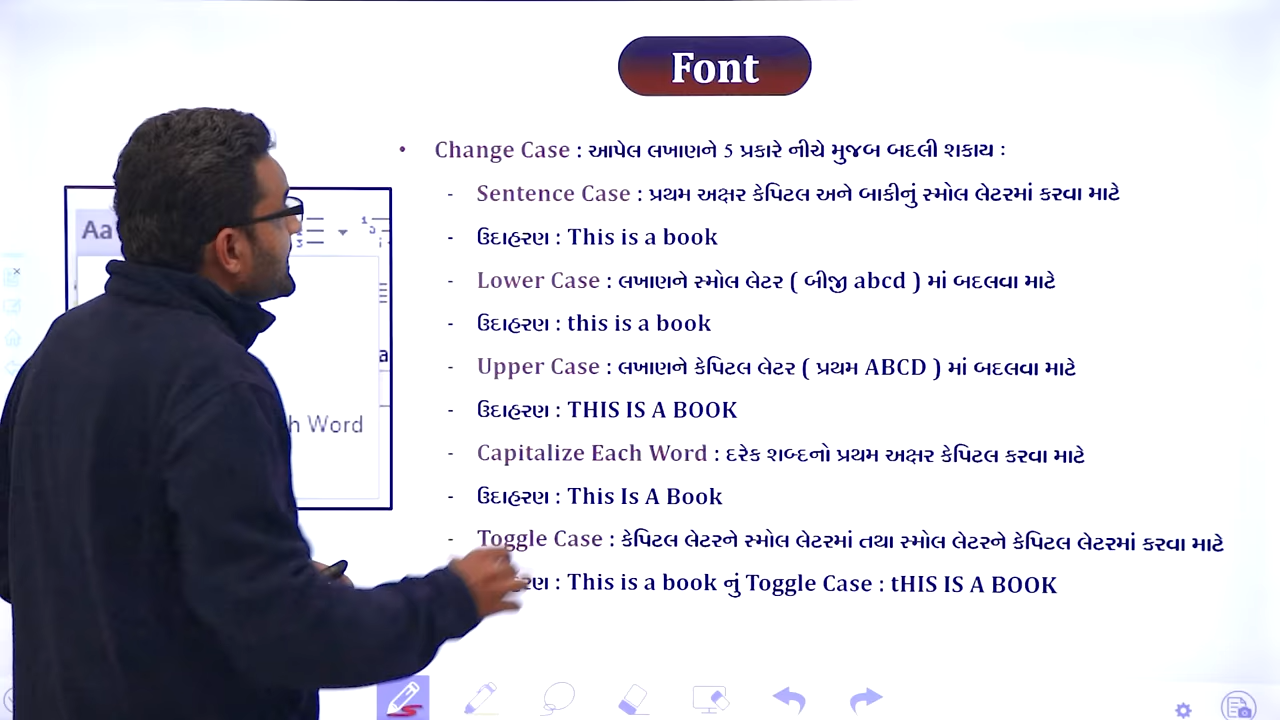 Font
• Change Case : આપેલ લખાણને 5 પ્રકારે નીચે મુજબ બદલી શકાય :
- Sentence Case : પ્રથમ અક્ષર કેપિટલ અને બાકીનું સ્મોલ લેટરમાં કરવા માટે
- ઉદાહરણ : This is a book
- Lower Case : લખાણને સ્મોલ લેટર ( બીજી abcd ) માં બદલવા માટે
- ઉદાહરણ : this is a book
- Upper Case : લખાણને કેપિટલ લેટર ( પ્રથમ ABCD ) માં બદલવા માટે
- ઉદાહરણ : THIS IS A BOOK
- Capitalize Each Word : દરેક શબ્દનો પ્રથમ અક્ષર કેપિટલ કરવા માટે
- ઉદાહરણ : This Is A Book
- Toggle Case : કેપિટલ લેટરને સ્મોલ લેટરમાં તથા સ્મોલ લેટરને કેપિટલ લેટરમાં કરવા માટે
: This is a book નું Toggle Case : tHIS IS A BOOK
Aa
Word